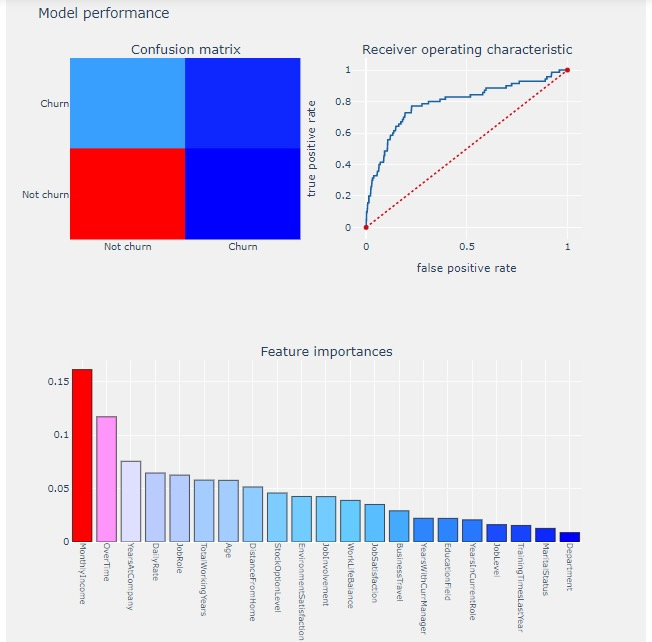 Model performance
Confusion matrix
Churn
Not churn
Not churn
Churn
Receiver operating characteristic
true positive rate
1
0.8
0.6
0.4
0.2
0
0
0.5
1
false positive rate
Feature importances
0.15
0.1
0.05
0
MonthlyIncome
OverTime
YearsAtCompany
DailyRate
JobRole
TotalWorkingYears
Age
DistanceFromHome
StockOptionLevel
EnvironmentSatisfaction
JobInvolvement
WorkLifeBalance
JobSatisfaction
BusinessTravel
YearsWithCurrManager
EducationField
YearsInCurrentRole
JobLevel
TrainingTimesLastYear
MaritalStatus
Department